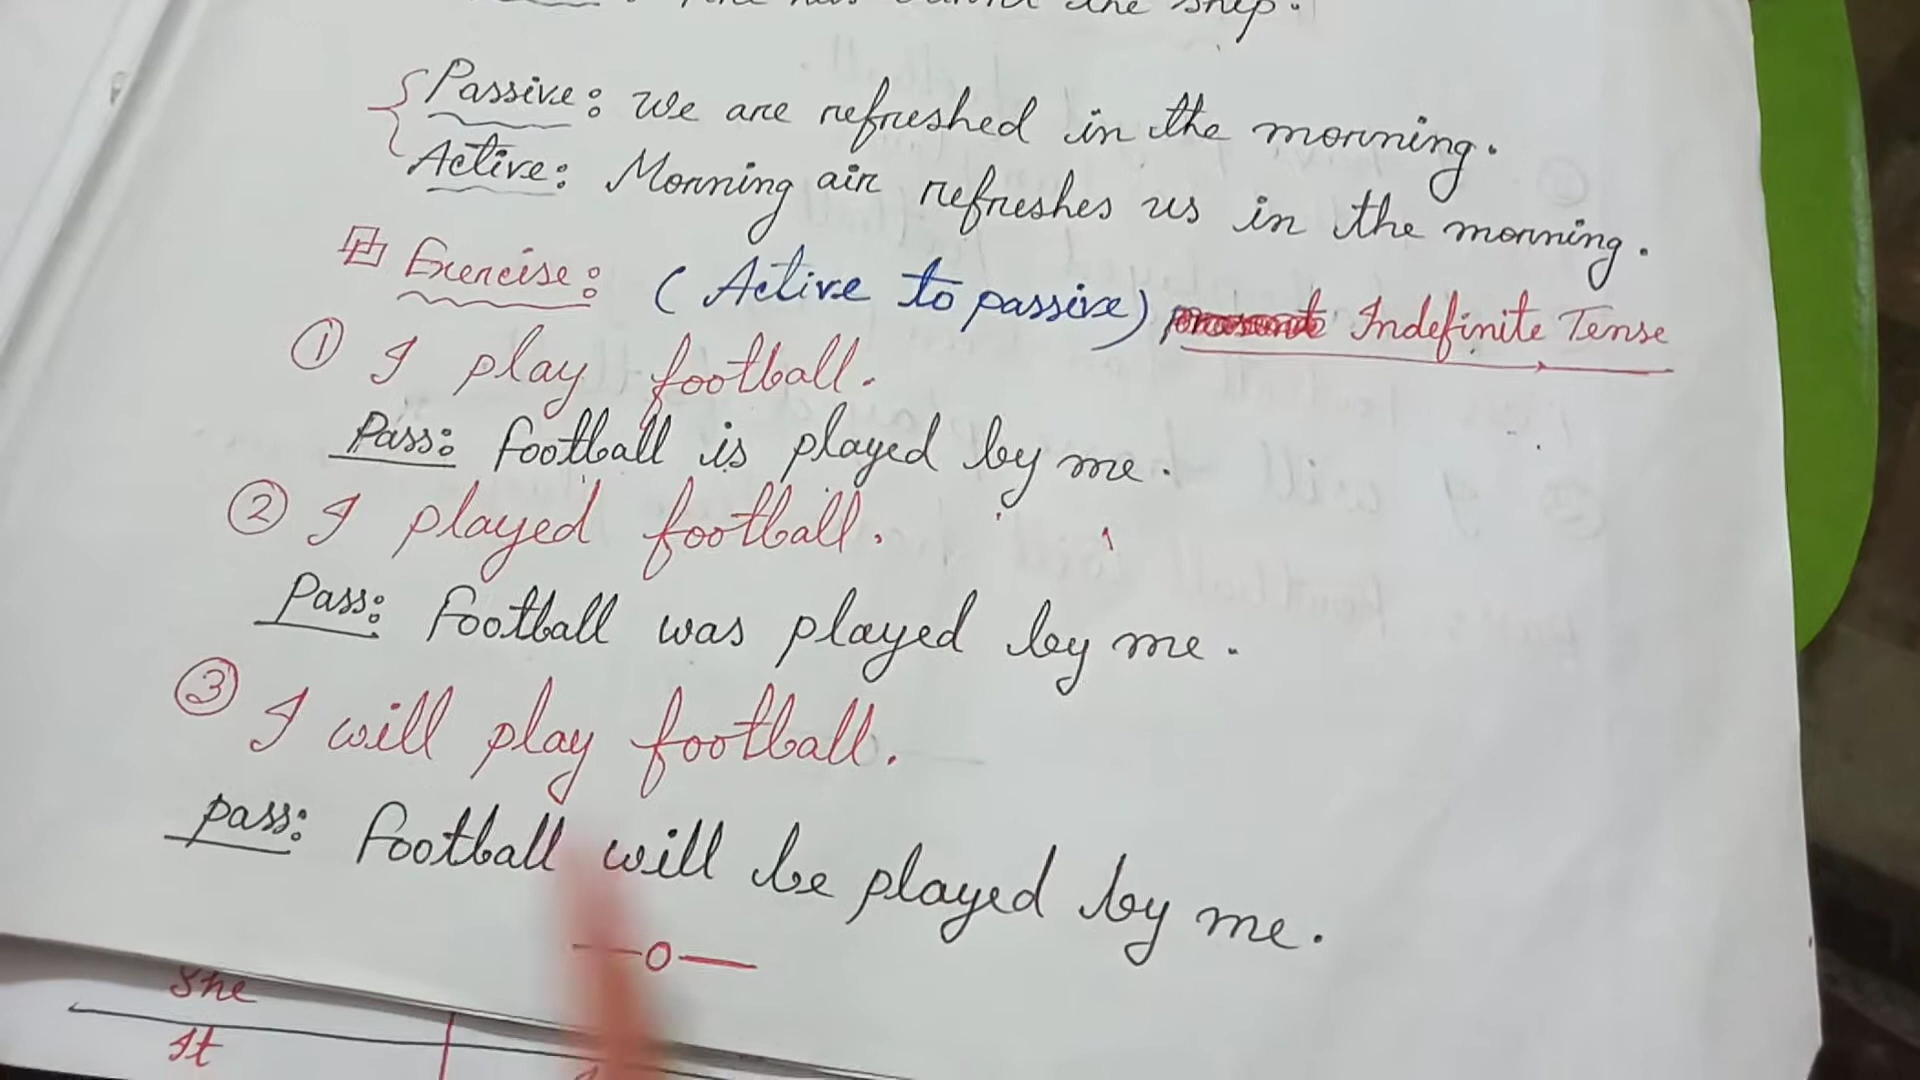 the ship.
Passive: We are refreshed in the morning.
Active: Morning air refreshes us in the morning.
Exercise: (Active to passive) Indefinite Tense
① I play football.
Pass: Football is played by me.
② I played football.
Pass: Football was played by me.
③ I will play football.
pass: Football will be played by me.
She
It